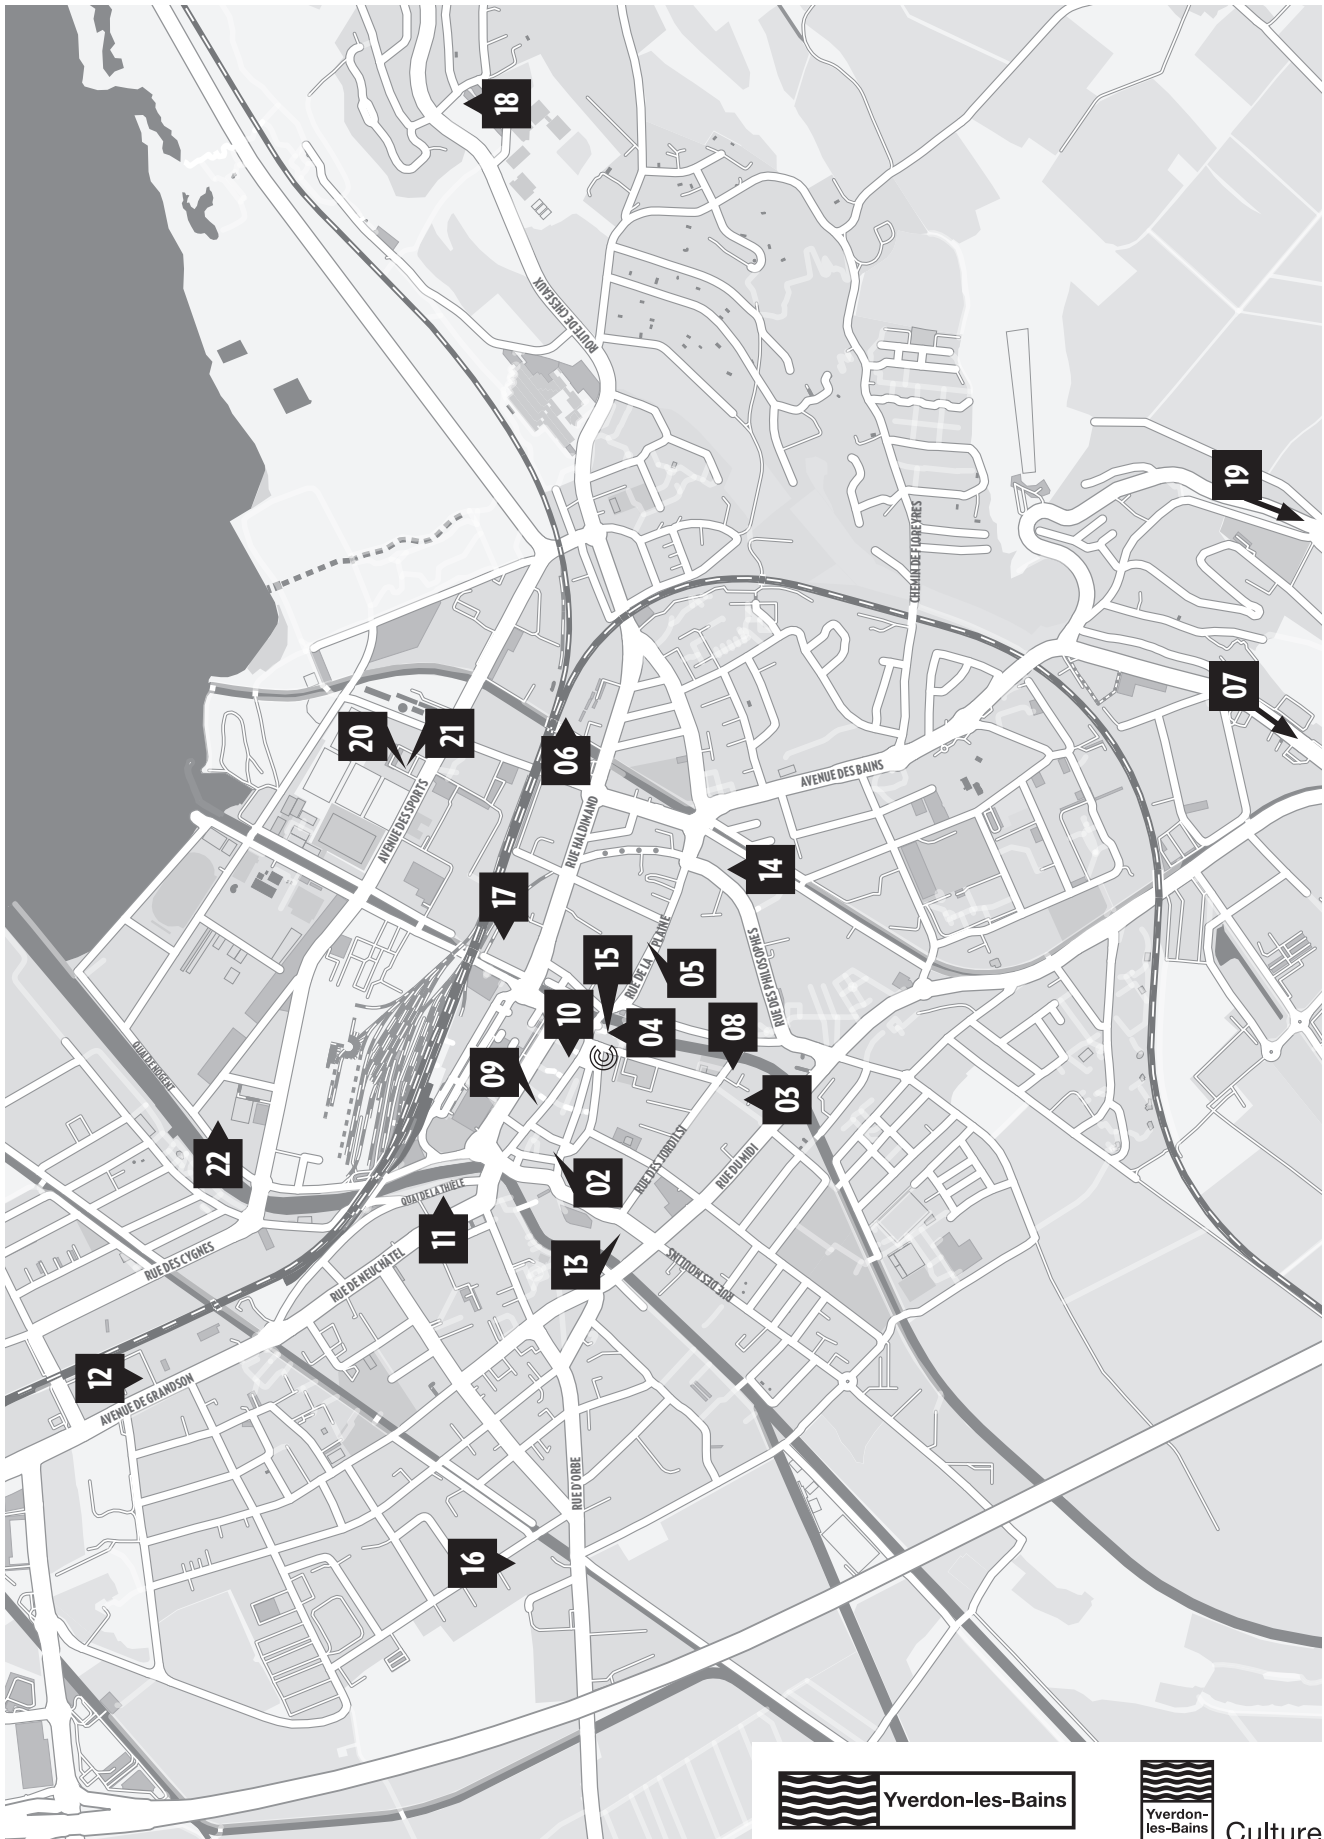 18
ROUTE DE CHESEAUX
19
CHEMIN DE FLOREYRES
07
20
21
AVENUE DES SPORTS
06
AVENUE DES BAINS
RUE HALDIMAND
14
17
RUE DE LA PLAINE
15
05
RUE DES PHILOSOPHES
10
04
08
09
03
QUAI DE NOGENT
22
02
RUE DES JORDILS
RUE DU MIDI
QUAI DE LA THIÈLE
11
13
RUE DES CYGNES
RUE DE NEUCHÂTEL
RUE DES MOULINS
12
AVENUE DE GRANDSON
RUE D'ORBE
16
Yverdon-les-Bains
Yverdon-
les-Bains
Culture